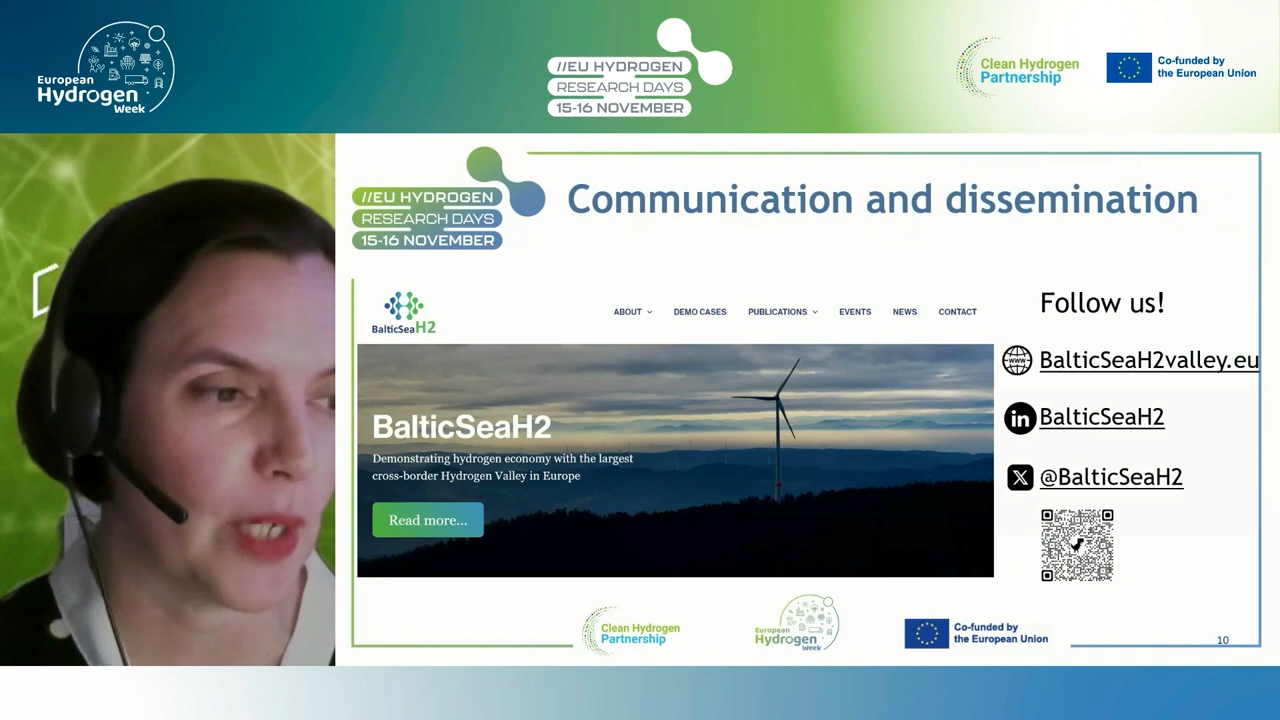 European
Hydrogen
Week
//EU HYDROGEN
RESEARCH DAYS
15-16 NOVEMBER
Clean Hydrogen
Partnership
Co-funded by
the European Union
//EU HYDROGEN
RESEARCH DAYS
15-16 NOVEMBER
Communication and dissemination
BalticSeaH2
ABOUT
DEMO CASES
PUBLICATIONS
EVENTS
NEWS
CONTACT
BalticSeaH2
Demonstrating hydrogen economy with the largest
cross-border Hydrogen Valley in Europe
Read more...
Follow us!
www
BalticSeaH2valley.eu
in
BalticSeaH2
X
@BalticSeaH2
Clean Hydrogen
Partnership
European
Hydrogen
Week
Co-funded by
the European Union
10